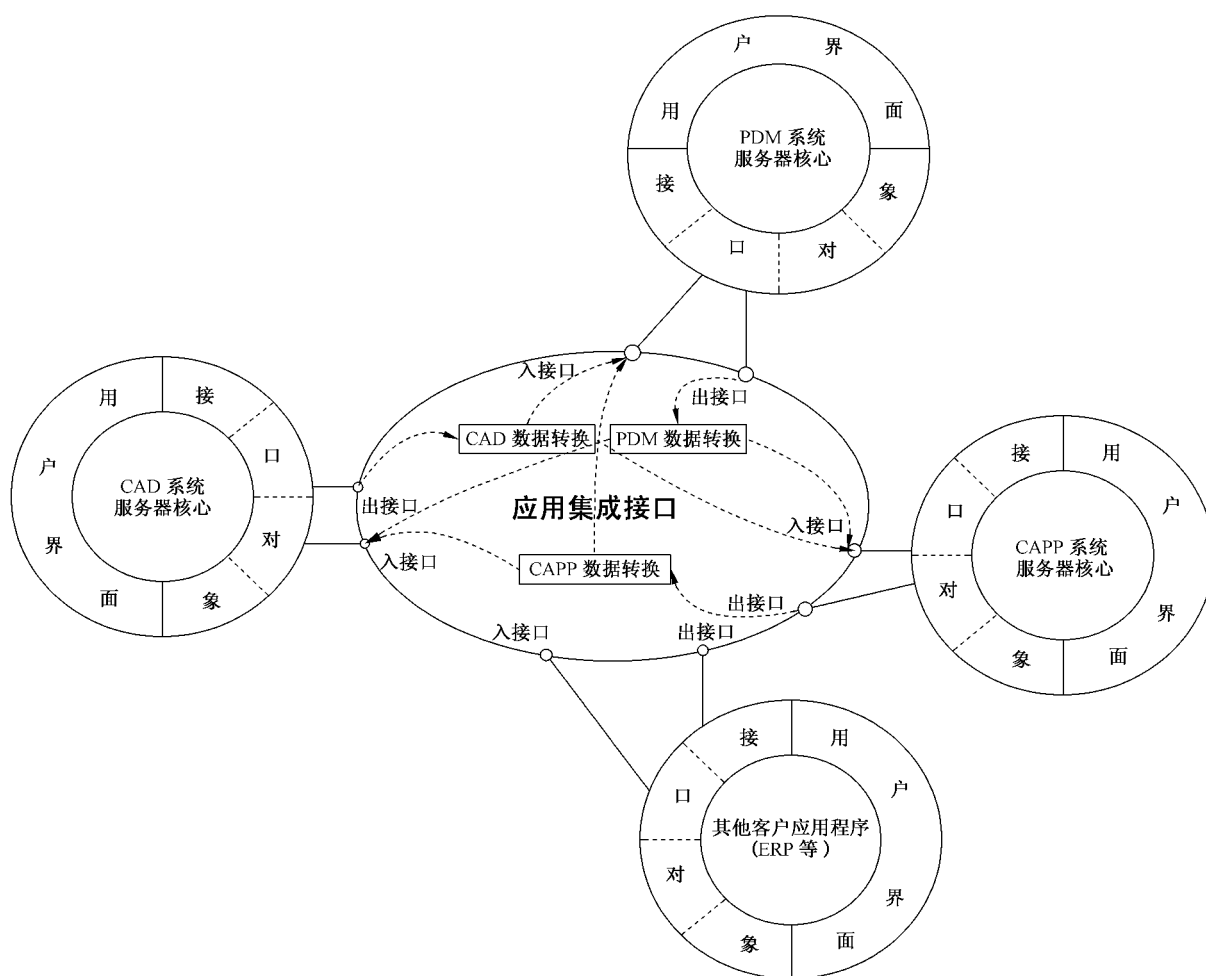 用户界面
PDM 系统
服务器核心
接口对象
入接口
出接口
CAD 数据转换
PDM 数据转换
用户界面
接口对象
CAD 系统
服务器核心
出接口
应用集成接口
入接口
入接口
CAPP 数据转换
出接口
接口对象
用户界面
CAPP 系统
服务器核心
入接口
出接口
接口对象
用户界面
其他客户应用程序
(ERP 等)